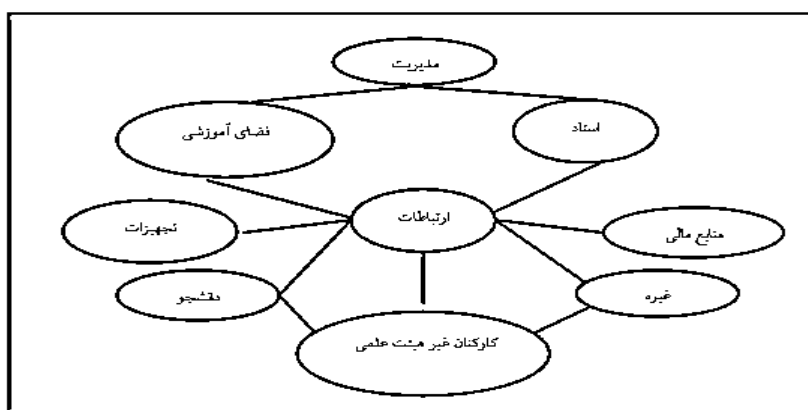 مدیریت
استاد
فضای آموزشی
ارتباطات
منابع مالی
تجهیزات
غیره
دانشجو
کارکنان غیر هیئت علمی